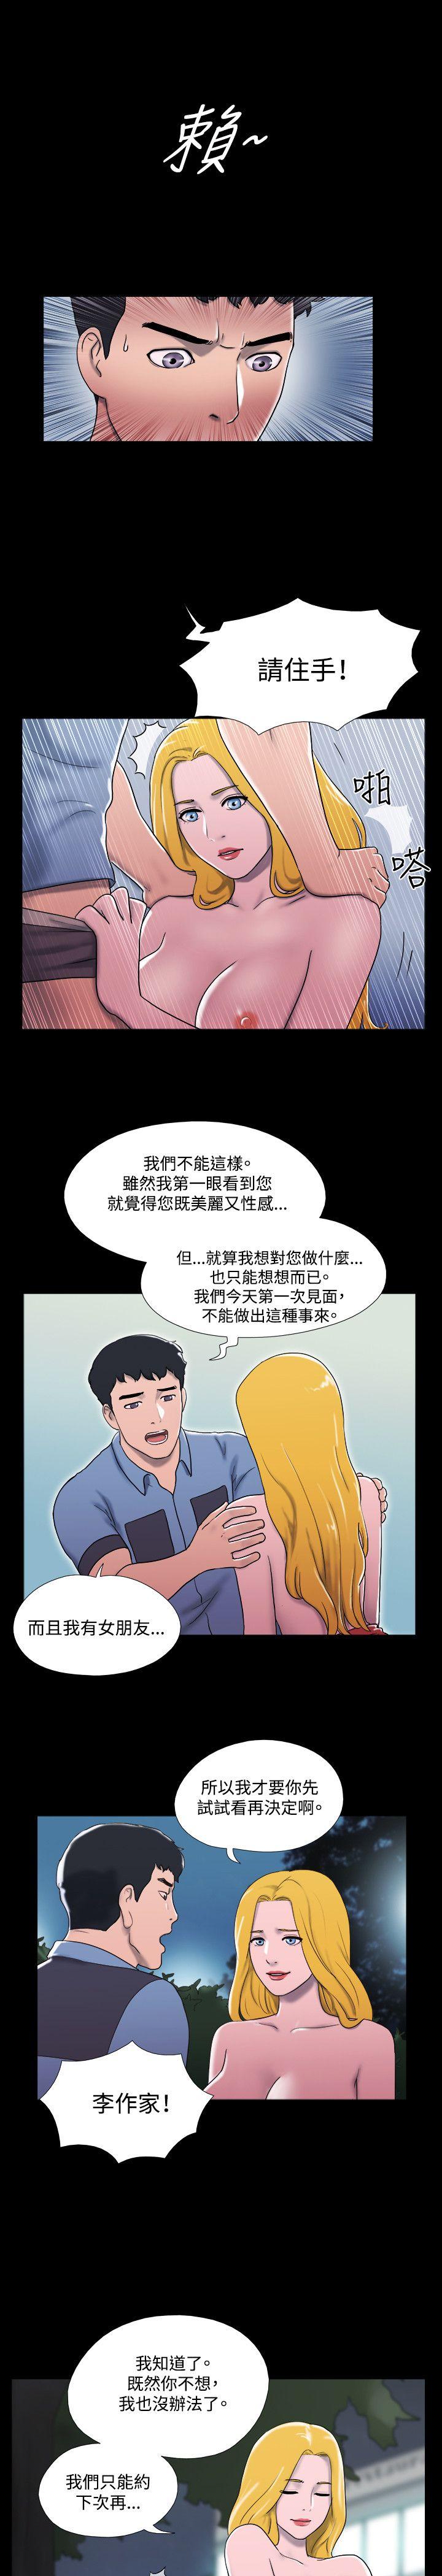 賴~
請住手!
啪
嗒
我們不能這樣。
雖然我第一眼看到您
就覺得您既美麗又性感...
但...就算我想對您做什麼...
也只能想想而已。
我們今天第一次見面,
不能做出這種事來。
而且我有女朋友...
所以我才要你先
試試看再決定啊。
李作家!
我知道了。
既然你不想,
我也沒辦法了。
我們只能約
下次再...